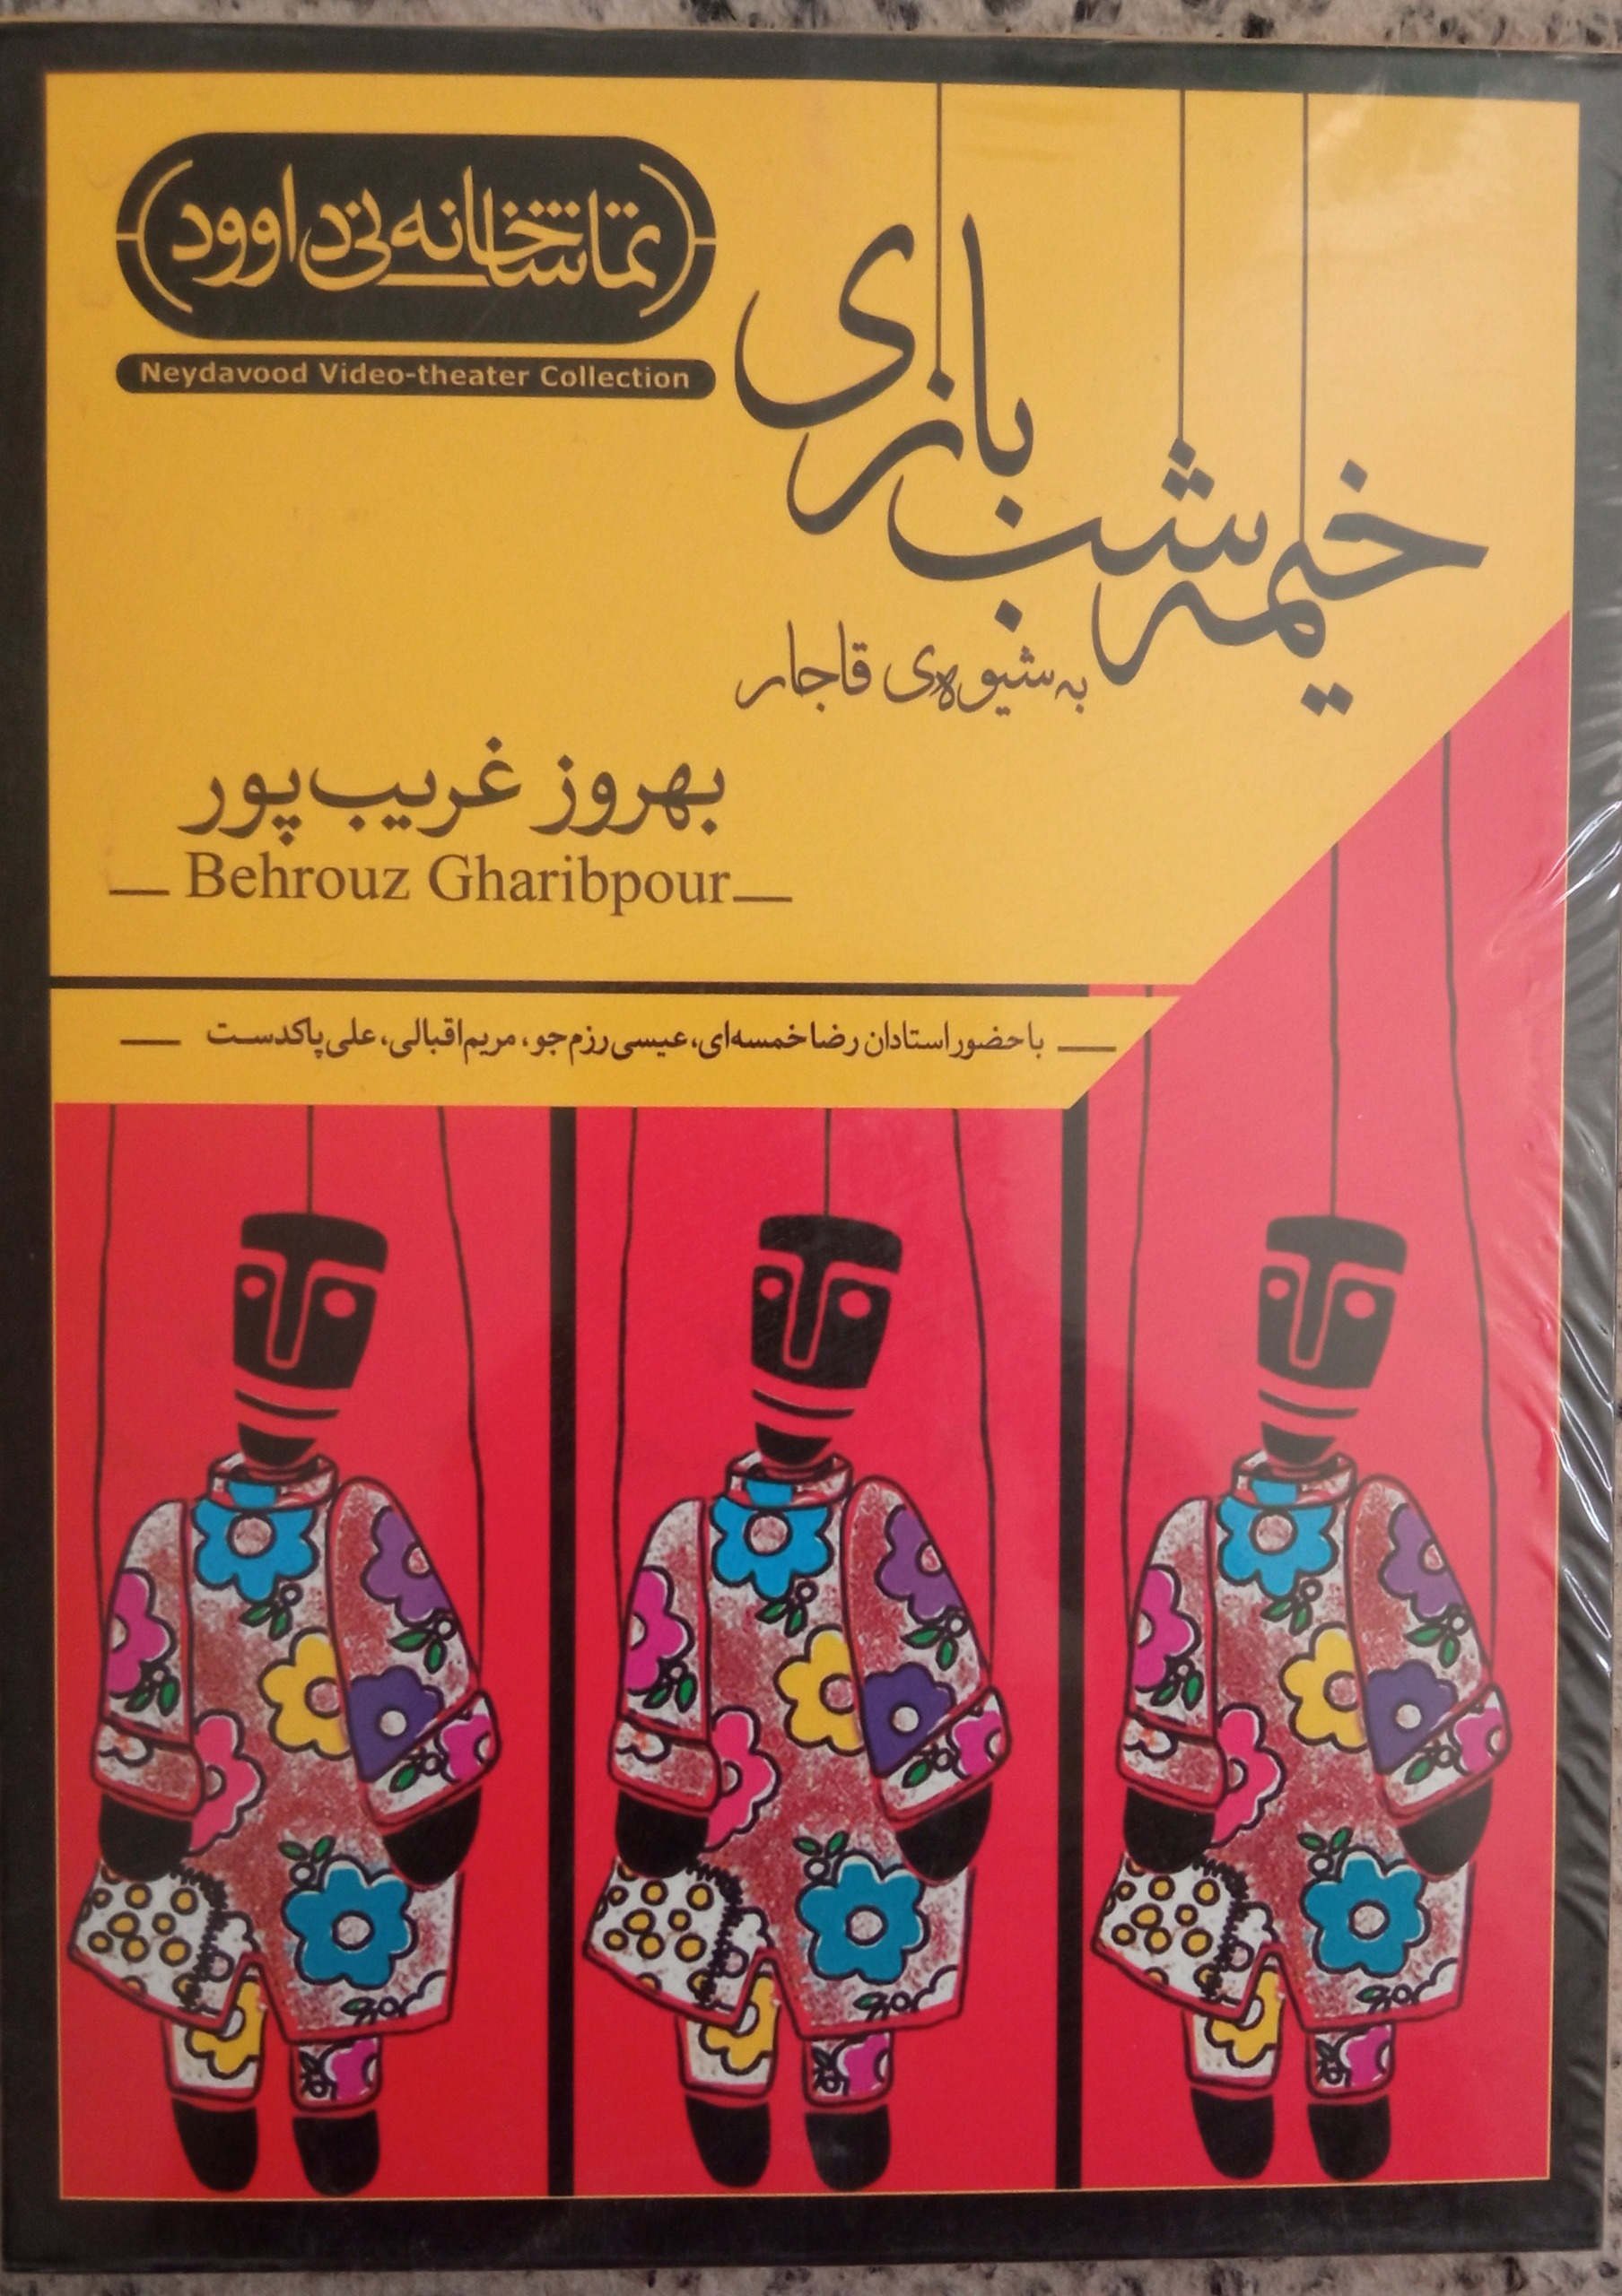 تماشاخانه نی‌داوود
Neydavood Video-theater Collection
خیمه شب بازی
به شیوه‌ی قاجار
بهروز غریب‌پور
Behrouz Gharibpour
با حضور استادان رضا خمسه‌ای، عیسی رزم‌جو، مریم اقبالی، علی پاکدست